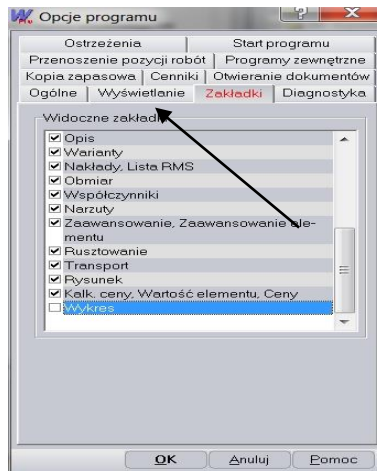 Opcje programu
Ostrzeżenia
Start programu
Przenoszenie pozycji robót
Programy zewnętrzne
Kopia zapasowa
Cenniki
Otwieranie dokumentów
Ogólne
Wyświetlanie
Zakładki
Diagnostyka
Widoczne zakładki
Opis
Warianty
Nakłady, Lista RMS
Obmiar
Współczynniki
Narzuty
Zaawansowanie, Zaawansowanie ele-
mentu
Rusztowanie
Transport
Rysunek
Kalk. ceny, Wartość elementu, Ceny
Wykres
OK
Anuluj
Pomoc